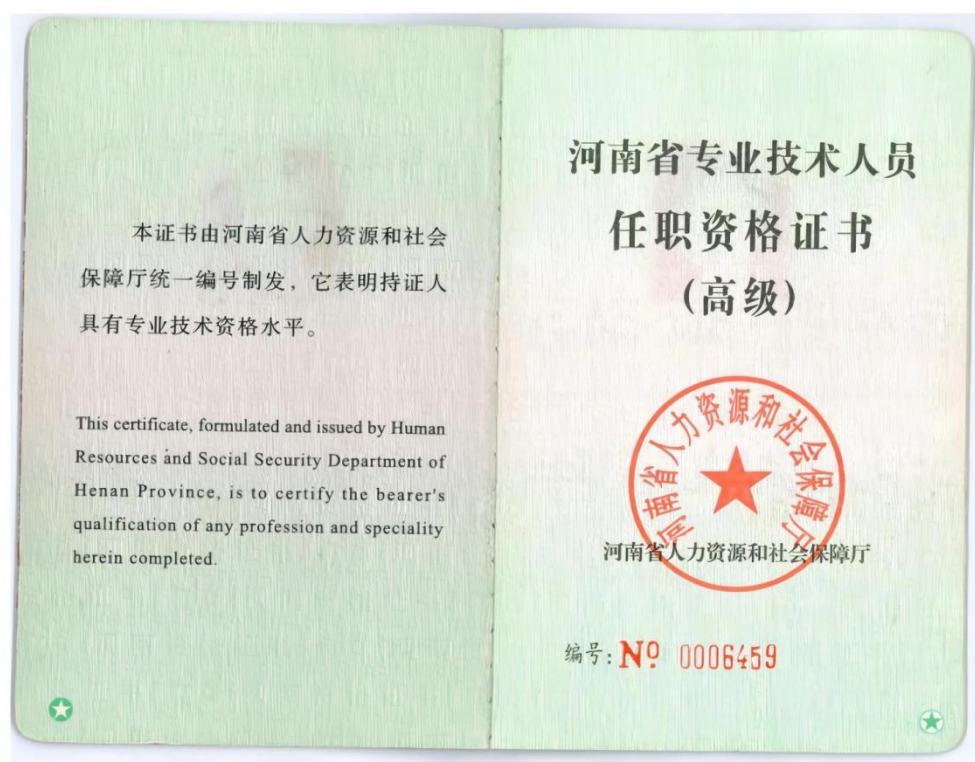 本证书由河南省人力资源和社会
保障厅统一编号制发，它表明持证人
具有专业技术资格水平。
This certificate, formulated and issued by Human
Resources and Social Security Department of
Henan Province, is to certify the bearer's
qualification of any profession and speciality
herein completed.
河南省专业技术人员
任职资格证书
(高级)
河南省人力资源和社会保障厅
河南省人力资源和社会保障厅
编号: Nº 0006459